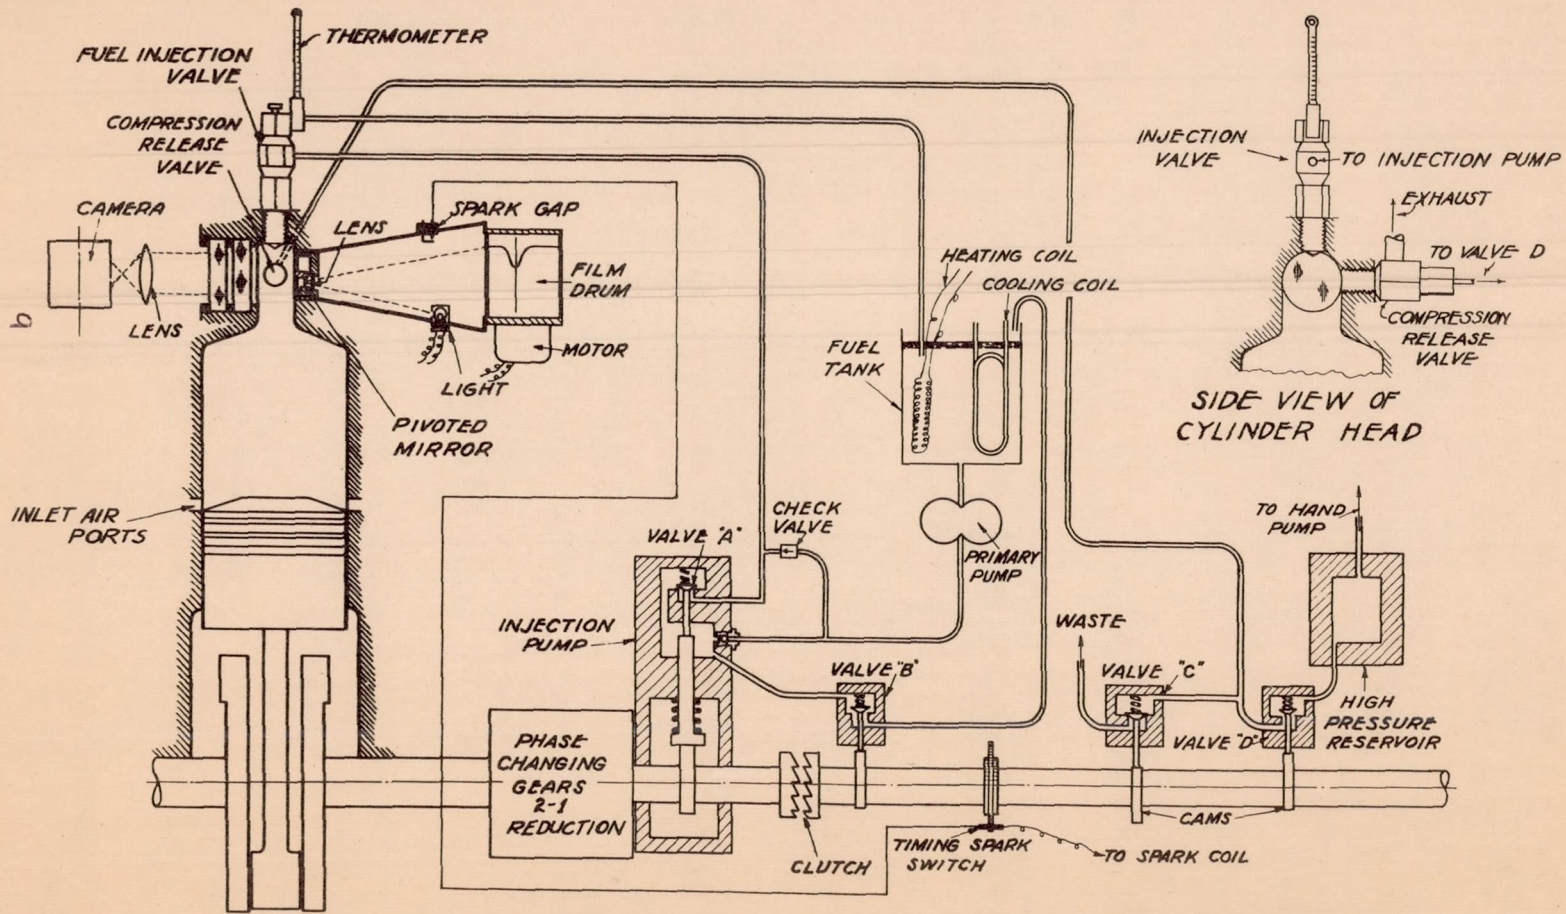 THERMOMETER
FUEL INJECTION
VALVE
COMPRESSION
RELEASE
VALVE
CAMERA
LENS
SPARK GAP
LENS
FILM
DRUM
MOTOR
LIGHT
PIVOTED
MIRROR
INLET AIR
PORTS
HEATING COIL
COOLING COIL
FUEL
TANK
INJECTION
VALVE
TO INJECTION PUMP
EXHAUST
TO VALVE D
COMPRESSION
RELEASE
VALVE
SIDE VIEW OF
CYLINDER HEAD
CHECK
VALVE
VALVE "A"
PRIMARY
PUMP
TO HAND
PUMP
INJECTION
PUMP
WASTE
VALVE "B"
VALVE "C"
VALVE "D"
HIGH
PRESSURE
RESERVOIR
PHASE
CHANGING
GEARS
2-1
REDUCTION
CLUTCH
TIMING SPARK
SWITCH
TO SPARK COIL
CAMS
9